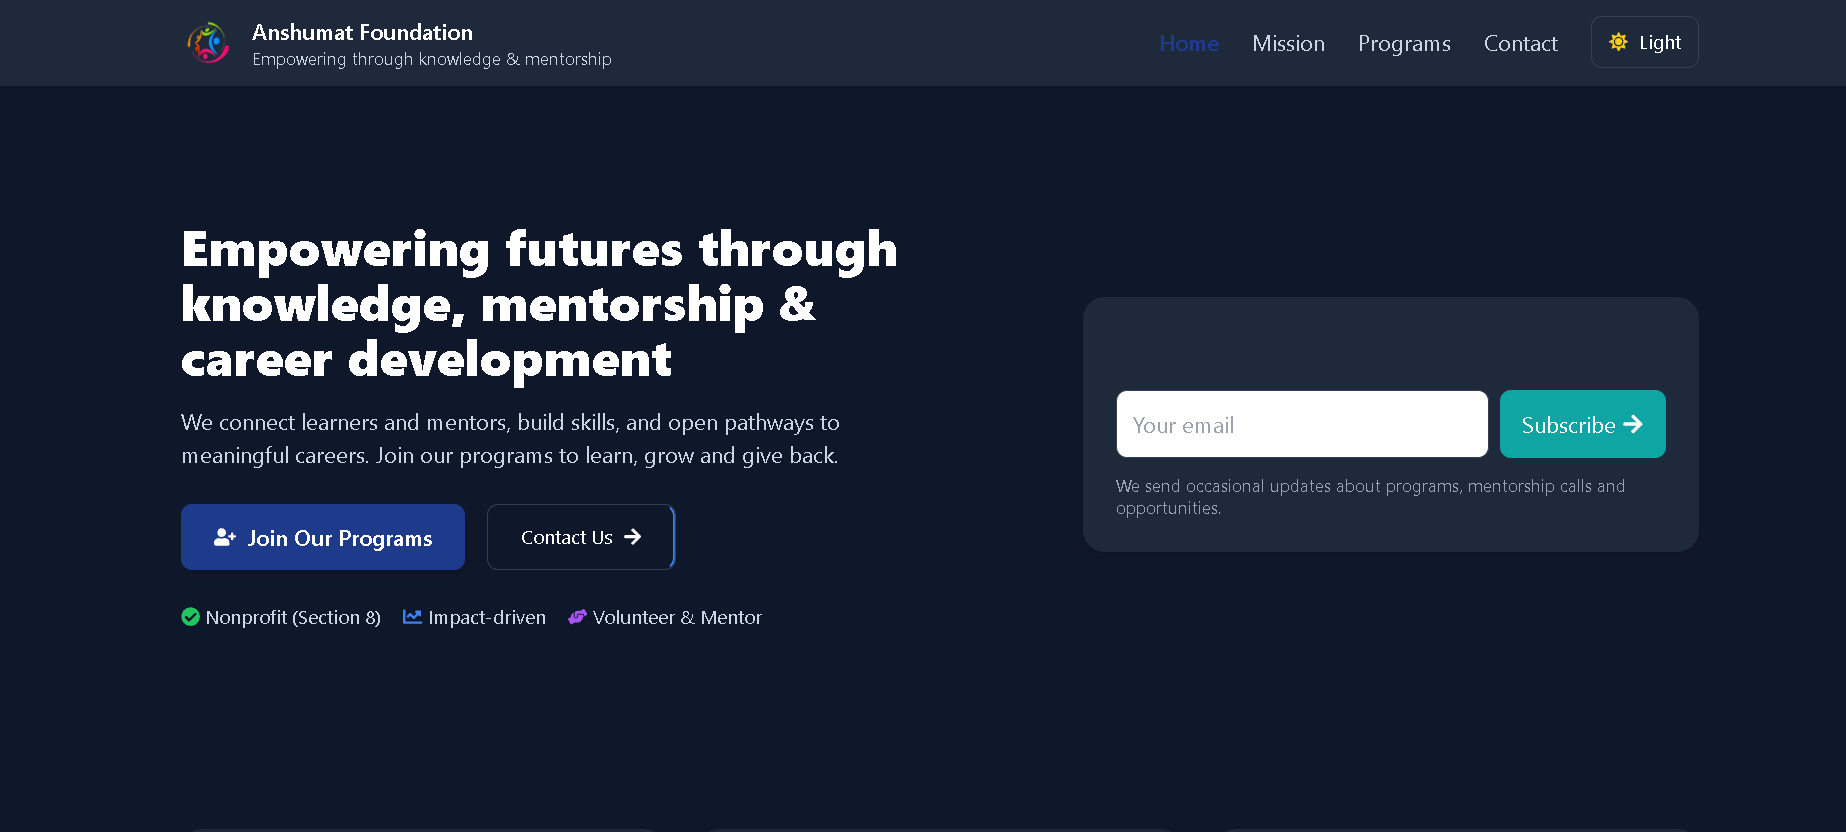 Anshumat Foundation
Empowering through knowledge & mentorship
Home
Mission
Programs
Contact
Light
Empowering futures through
knowledge, mentorship &
career development
We connect learners and mentors, build skills, and open pathways to
meaningful careers. Join our programs to learn, grow and give back.
Join Our Programs
Contact Us
Nonprofit (Section 8)
Impact-driven
Volunteer & Mentor
Your email
Subscribe
We send occasional updates about programs, mentorship calls and
opportunities.